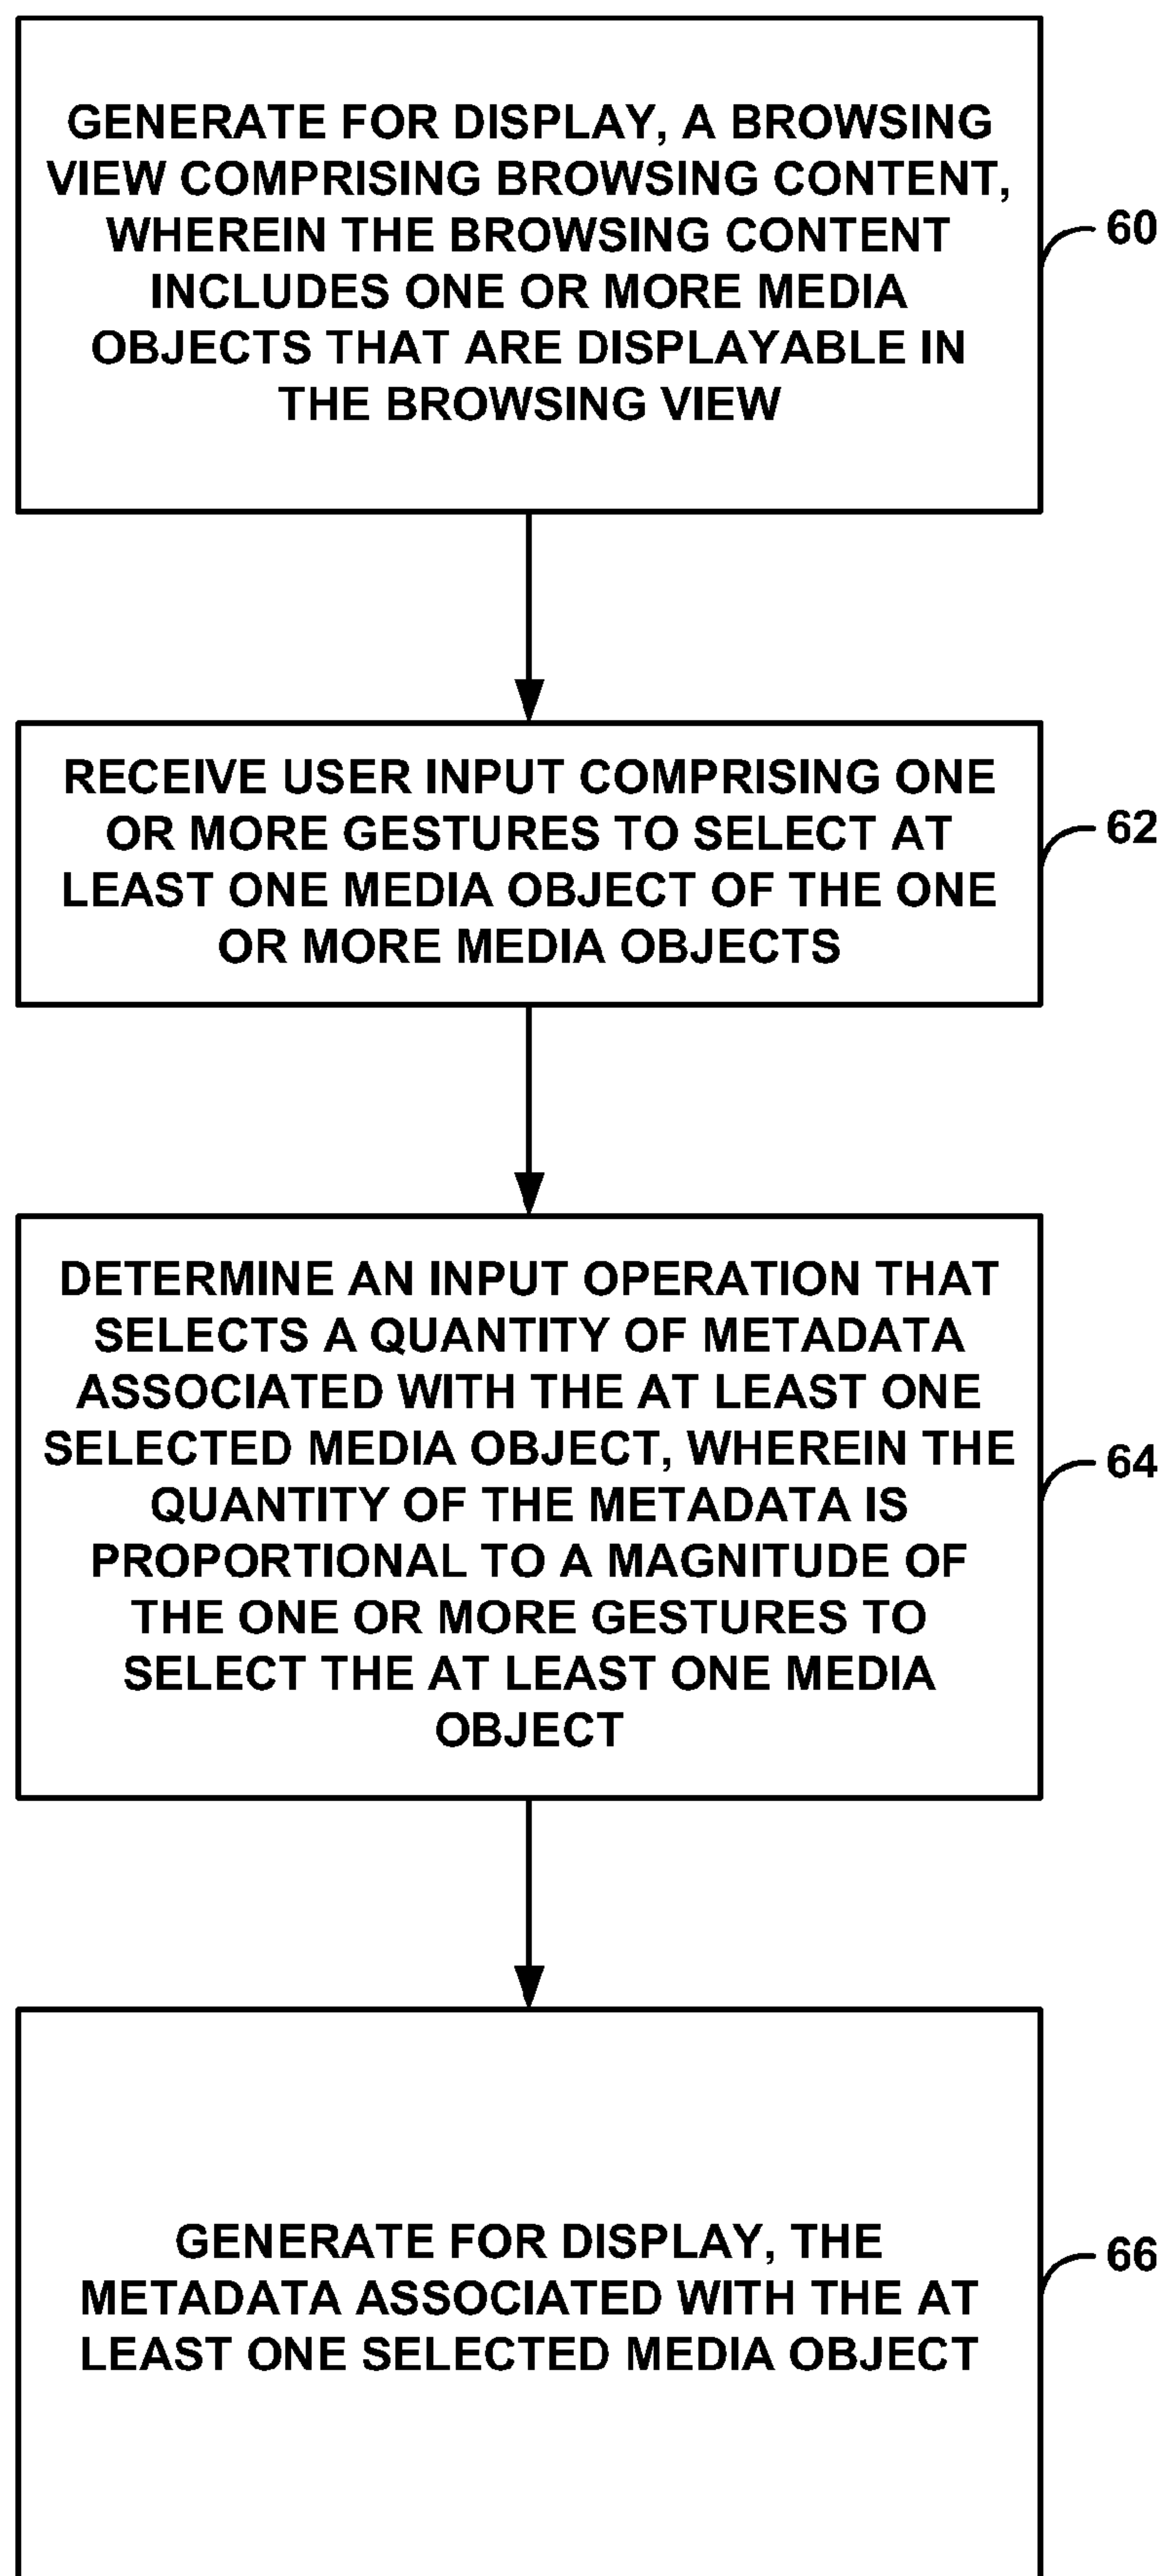 GENERATE FOR DISPLAY, A BROWSING
VIEW COMPRISING BROWSING CONTENT,
WHEREIN THE BROWSING CONTENT
INCLUDES ONE OR MORE MEDIA
OBJECTS THAT ARE DISPLAYABLE IN
THE BROWSING VIEW
60
RECEIVE USER INPUT COMPRISING ONE
OR MORE GESTURES TO SELECT AT
LEAST ONE MEDIA OBJECT OF THE ONE
OR MORE MEDIA OBJECTS
62
DETERMINE AN INPUT OPERATION THAT
SELECTS A QUANTITY OF METADATA
ASSOCIATED WITH THE AT LEAST ONE
SELECTED MEDIA OBJECT, WHEREIN THE
QUANTITY OF THE METADATA IS
PROPORTIONAL TO A MAGNITUDE OF
THE ONE OR MORE GESTURES TO
SELECT THE AT LEAST ONE MEDIA
OBJECT
64
GENERATE FOR DISPLAY, THE
METADATA ASSOCIATED WITH THE AT
LEAST ONE SELECTED MEDIA OBJECT
66